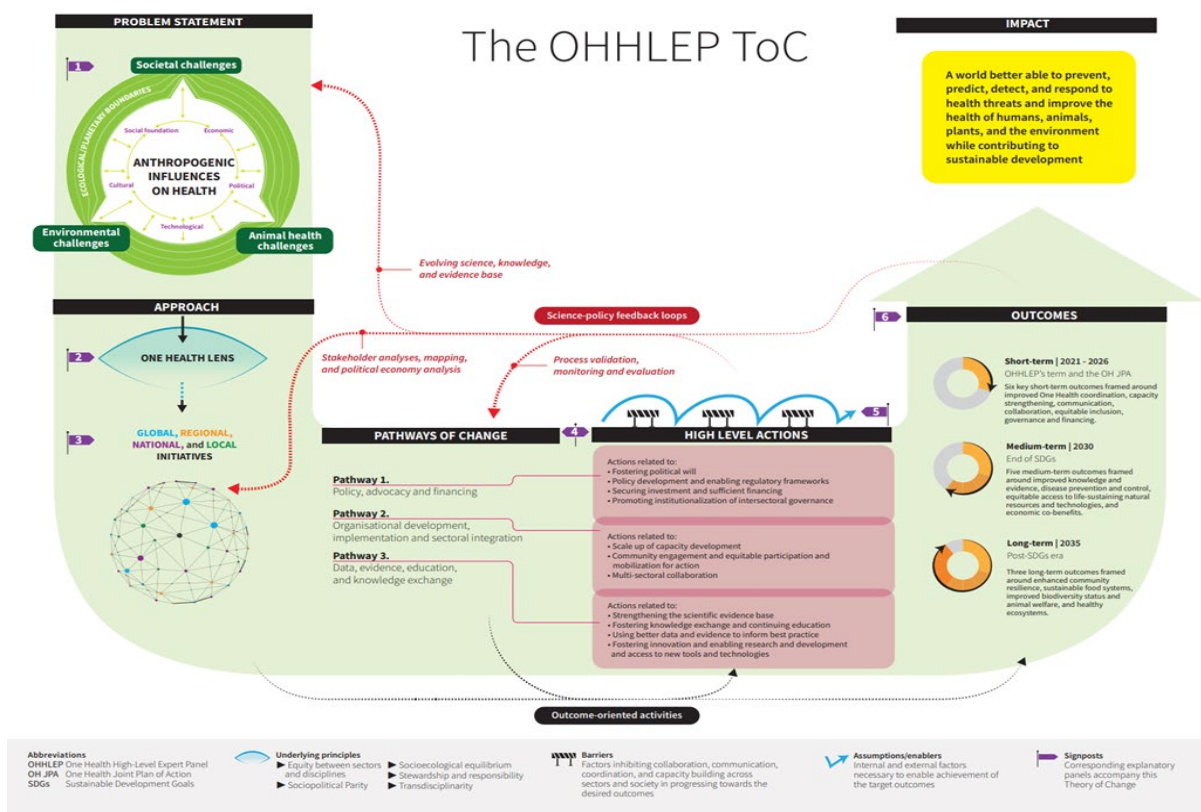 The OHHLEP ToC
PROBLEM STATEMENT
1
Societal challenges
ECOLOGICAL/PLANETARY BOUNDARIES
Social foundation
Economic
ANTHROPOGENIC
INFLUENCES
ON HEALTH
Cultural
Political
Technological
Environmental
challenges
Animal health
challenges
APPROACH
2
ONE HEALTH LENS
3
GLOBAL, REGIONAL,
NATIONAL, and LOCAL
INITIATIVES
Evolving science, knowledge,
and evidence base
Science-policy feedback loops
Stakeholder analyses, mapping,
and political economy analysis
Process validation,
monitoring and evaluation
PATHWAYS OF CHANGE
4
Pathway 1.
Policy, advocacy and financing
Pathway 2.
Organisational development,
implementation and sectoral integration
Pathway 3.
Data, evidence, education,
and knowledge exchange
5
HIGH LEVEL ACTIONS
Actions related to:
• Fostering political will
• Policy development and enabling regulatory frameworks
• Securing investment and sufficient financing
• Promoting institutionalization of intersectoral governance
Actions related to:
• Scale up of capacity development
• Community engagement and equitable participation and
mobilization for action
• Multi-sectoral collaboration
Actions related to:
• Strengthening the scientific evidence base
• Fostering knowledge exchange and continuing education
• Using better data and evidence to inform best practice
• Fostering innovation and enabling research and development
and access to new tools and technologies
Outcome-oriented activities
IMPACT
A world better able to prevent,
predict, detect, and respond to
health threats and improve the
health of humans, animals,
plants, and the environment
while contributing to
sustainable development
6
OUTCOMES
Short-term | 2021 - 2026
OHHLEP's term and the OH JPA
Six key short-term outcomes framed around
improved One Health coordination, capacity
strengthening, communication,
collaboration, equitable inclusion,
governance and financing.
Medium-term | 2030
End of SDGs
Five medium-term outcomes framed
around improved knowledge and
evidence, disease prevention and control,
equitable access to life-sustaining natural
resources and technologies, and
economic co-benefits.
Long-term | 2035
Post-SDGs era
Three long-term outcomes framed
around enhanced community
resilience, sustainable food systems,
improved biodiversity status and
animal welfare, and healthy
ecosystems.
Abbreviations
OHHLEP One Health High-Level Expert Panel
OH JPA One Health Joint Plan of Action
SDGs Sustainable Development Goals
Underlying principles
▶ Equity between sectors
and disciplines
▶ Sociopolitical Parity
▶ Socioecological equilibrium
▶ Stewardship and responsibility
▶ Transdisciplinarity
Barriers
Factors inhibiting collaboration, communication,
coordination, and capacity building across
sectors and society in progressing towards the
desired outcomes
Assumptions/enablers
Internal and external factors
necessary to enable achievement of
the target outcomes
Signposts
Corresponding explanatory
panels accompany this
Theory of Change